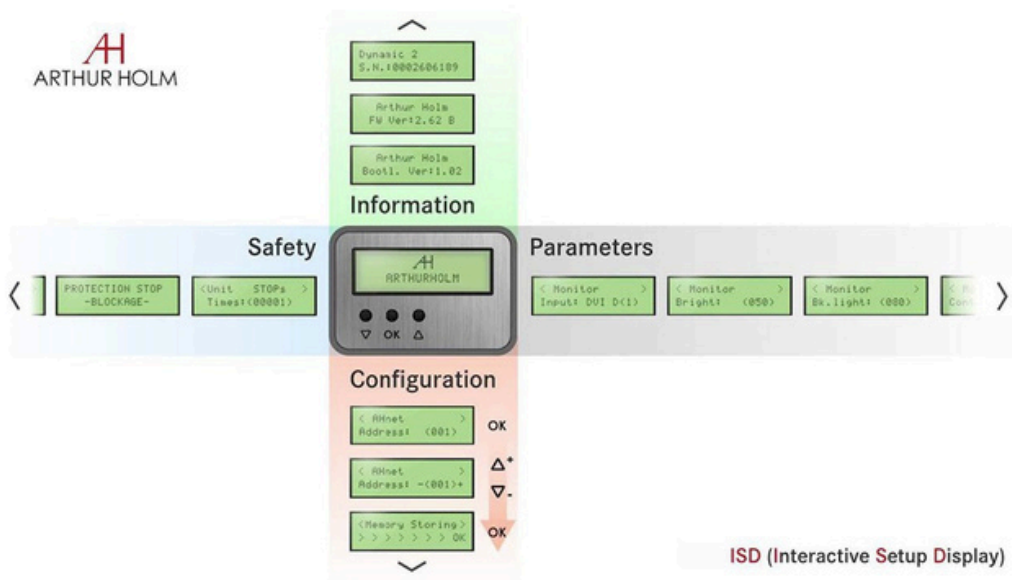 AH
ARTHUR HOLM
Dynamic 2
S.N.:0002606189
Arthur Holm
FW Ver:2.62 B
Arthur Holm
Bootl. Ver:1.02
Information
Safety
Parameters
PROTECTION STOP
-BLOCKAGE-
<Unit STOPs >
Times:(00001)
AH
ARTHURHOLM
OK
< Monitor >
Input: DVI D(1)
< Monitor >
Bright: (050)
< Monitor >
Bk.light: (080)
Configuration
< AHnet >
Address: (001)
OK
< AHnet >
Address: -(001)+
+
-
<Memory Storing>
> > > > > > > OK
OK
ISD (Interactive Setup Display)